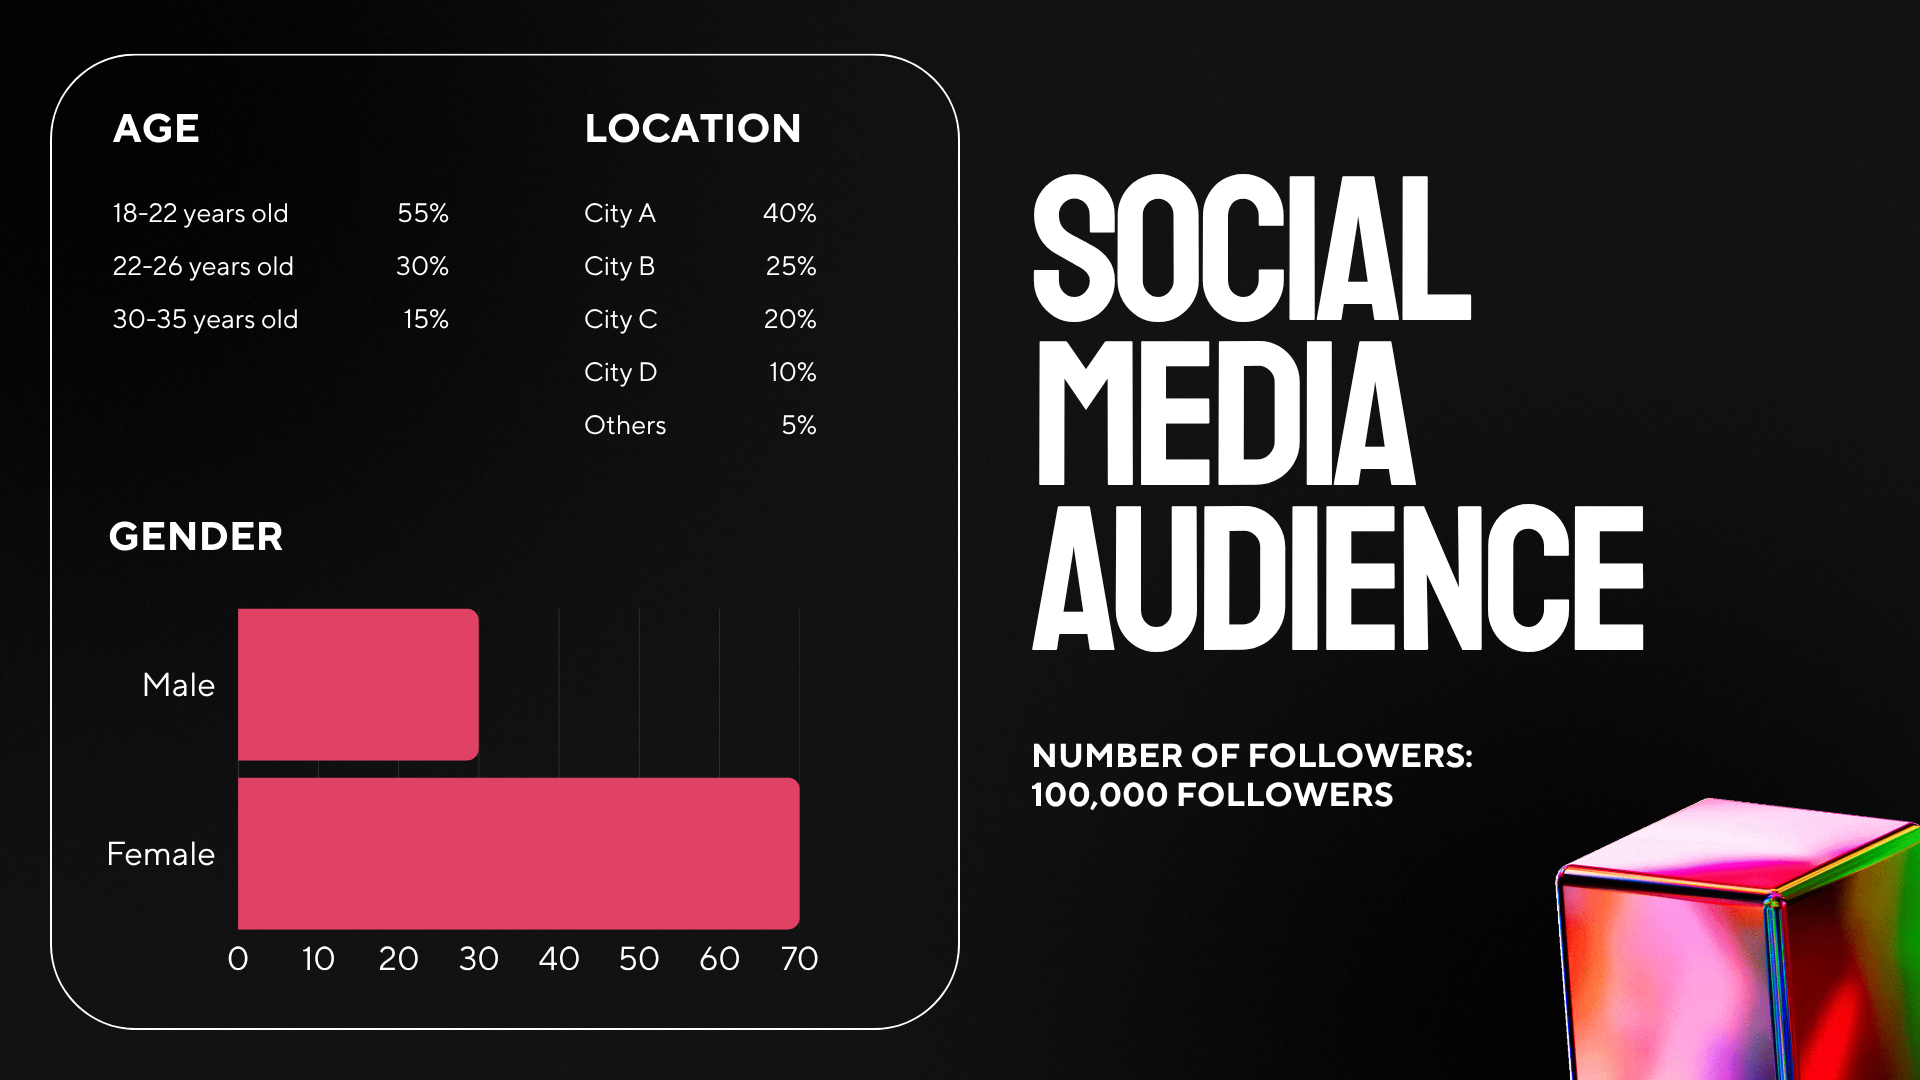 AGE
18-22 years old 55%
22-26 years old 30%
30-35 years old 15%
LOCATION
City A 40%
City B 25%
City C 20%
City D 10%
Others 5%
GENDER
Male
Female
0 10 20 30 40 50 60 70
SOCIAL
MEDIA
AUDIENCE
NUMBER OF FOLLOWERS:
100,000 FOLLOWERS